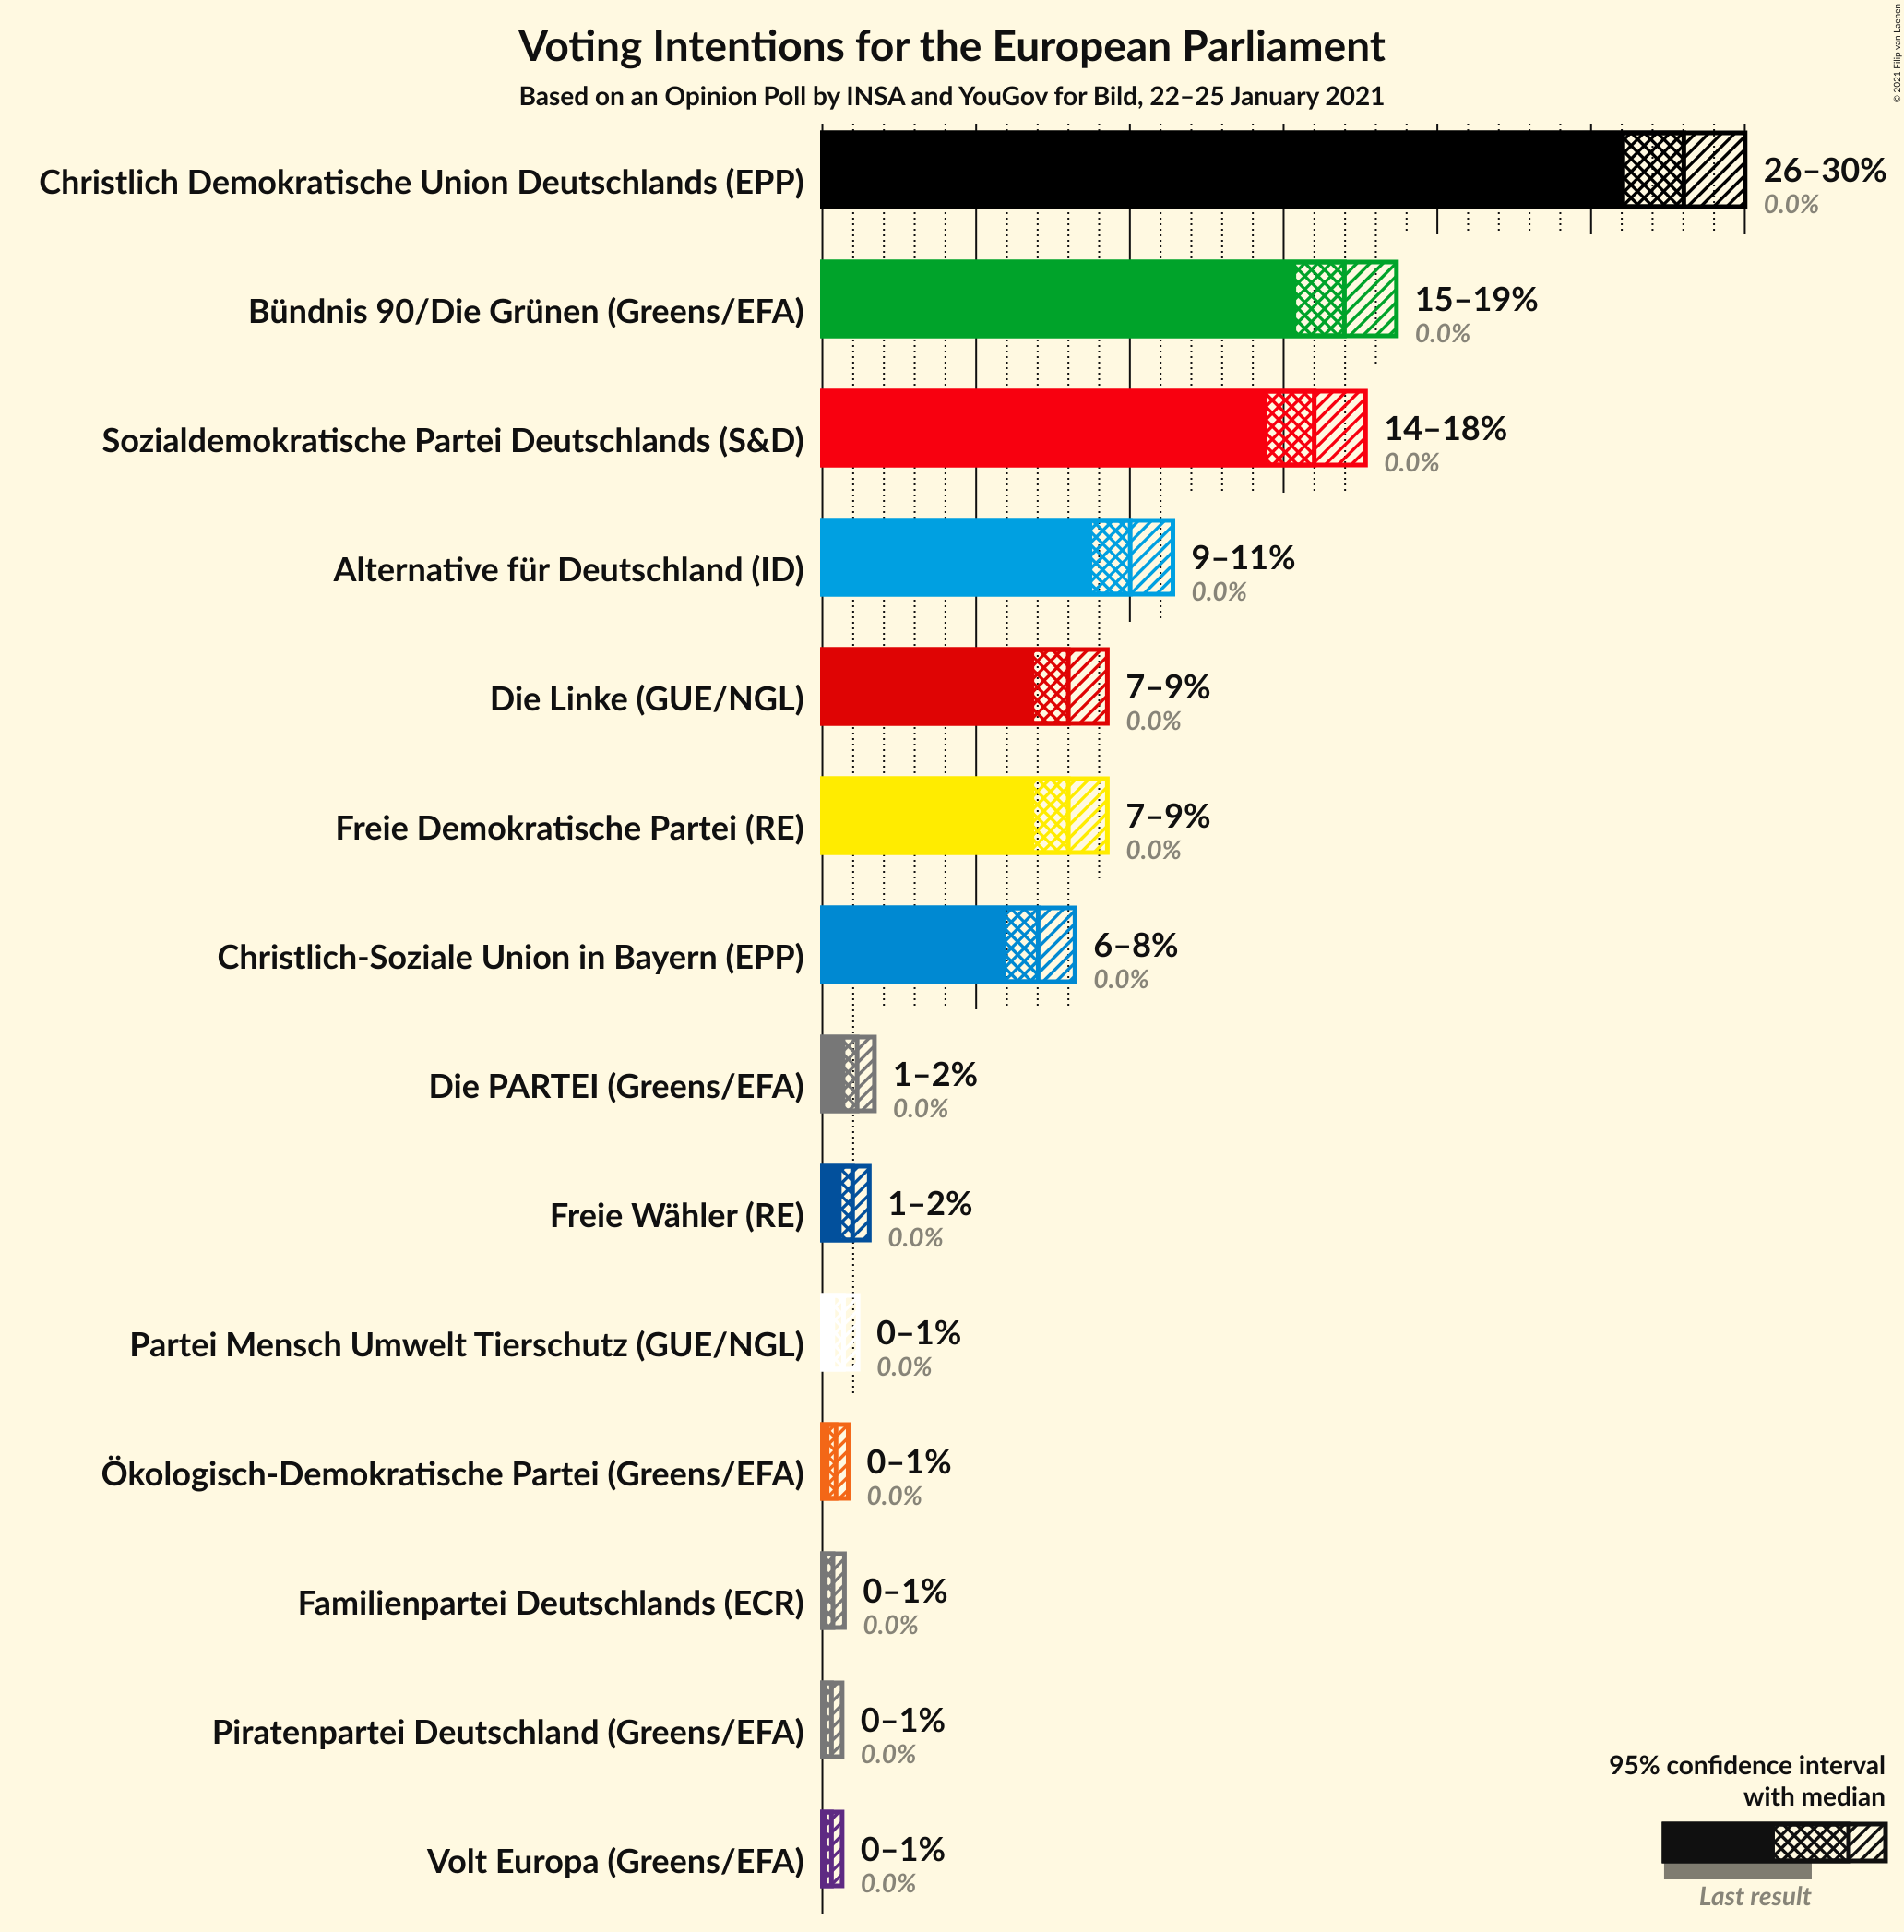 Voting Intentions for the European Parliament
Based on an Opinion Poll by INSA and YouGov for Bild, 22–25 January 2021
© 2021 Filip van Laenen
Christlich Demokratische Union Deutschlands (EPP)
26–30%
0.0%
Bündnis 90/Die Grünen (Greens/EFA)
15–19%
0.0%
Sozialdemokratische Partei Deutschlands (S&D)
14–18%
0.0%
Alternative für Deutschland (ID)
9–11%
0.0%
Die Linke (GUE/NGL)
7–9%
0.0%
Freie Demokratische Partei (RE)
7–9%
0.0%
Christlich-Soziale Union in Bayern (EPP)
6–8%
0.0%
Die PARTEI (Greens/EFA)
1–2%
0.0%
Freie Wähler (RE)
1–2%
0.0%
Partei Mensch Umwelt Tierschutz (GUE/NGL)
0–1%
0.0%
Ökologisch-Demokratische Partei (Greens/EFA)
0–1%
0.0%
Familienpartei Deutschlands (ECR)
0–1%
0.0%
Piratenpartei Deutschland (Greens/EFA)
0–1%
0.0%
Volt Europa (Greens/EFA)
0–1%
0.0%
95% confidence interval
with median
Last result